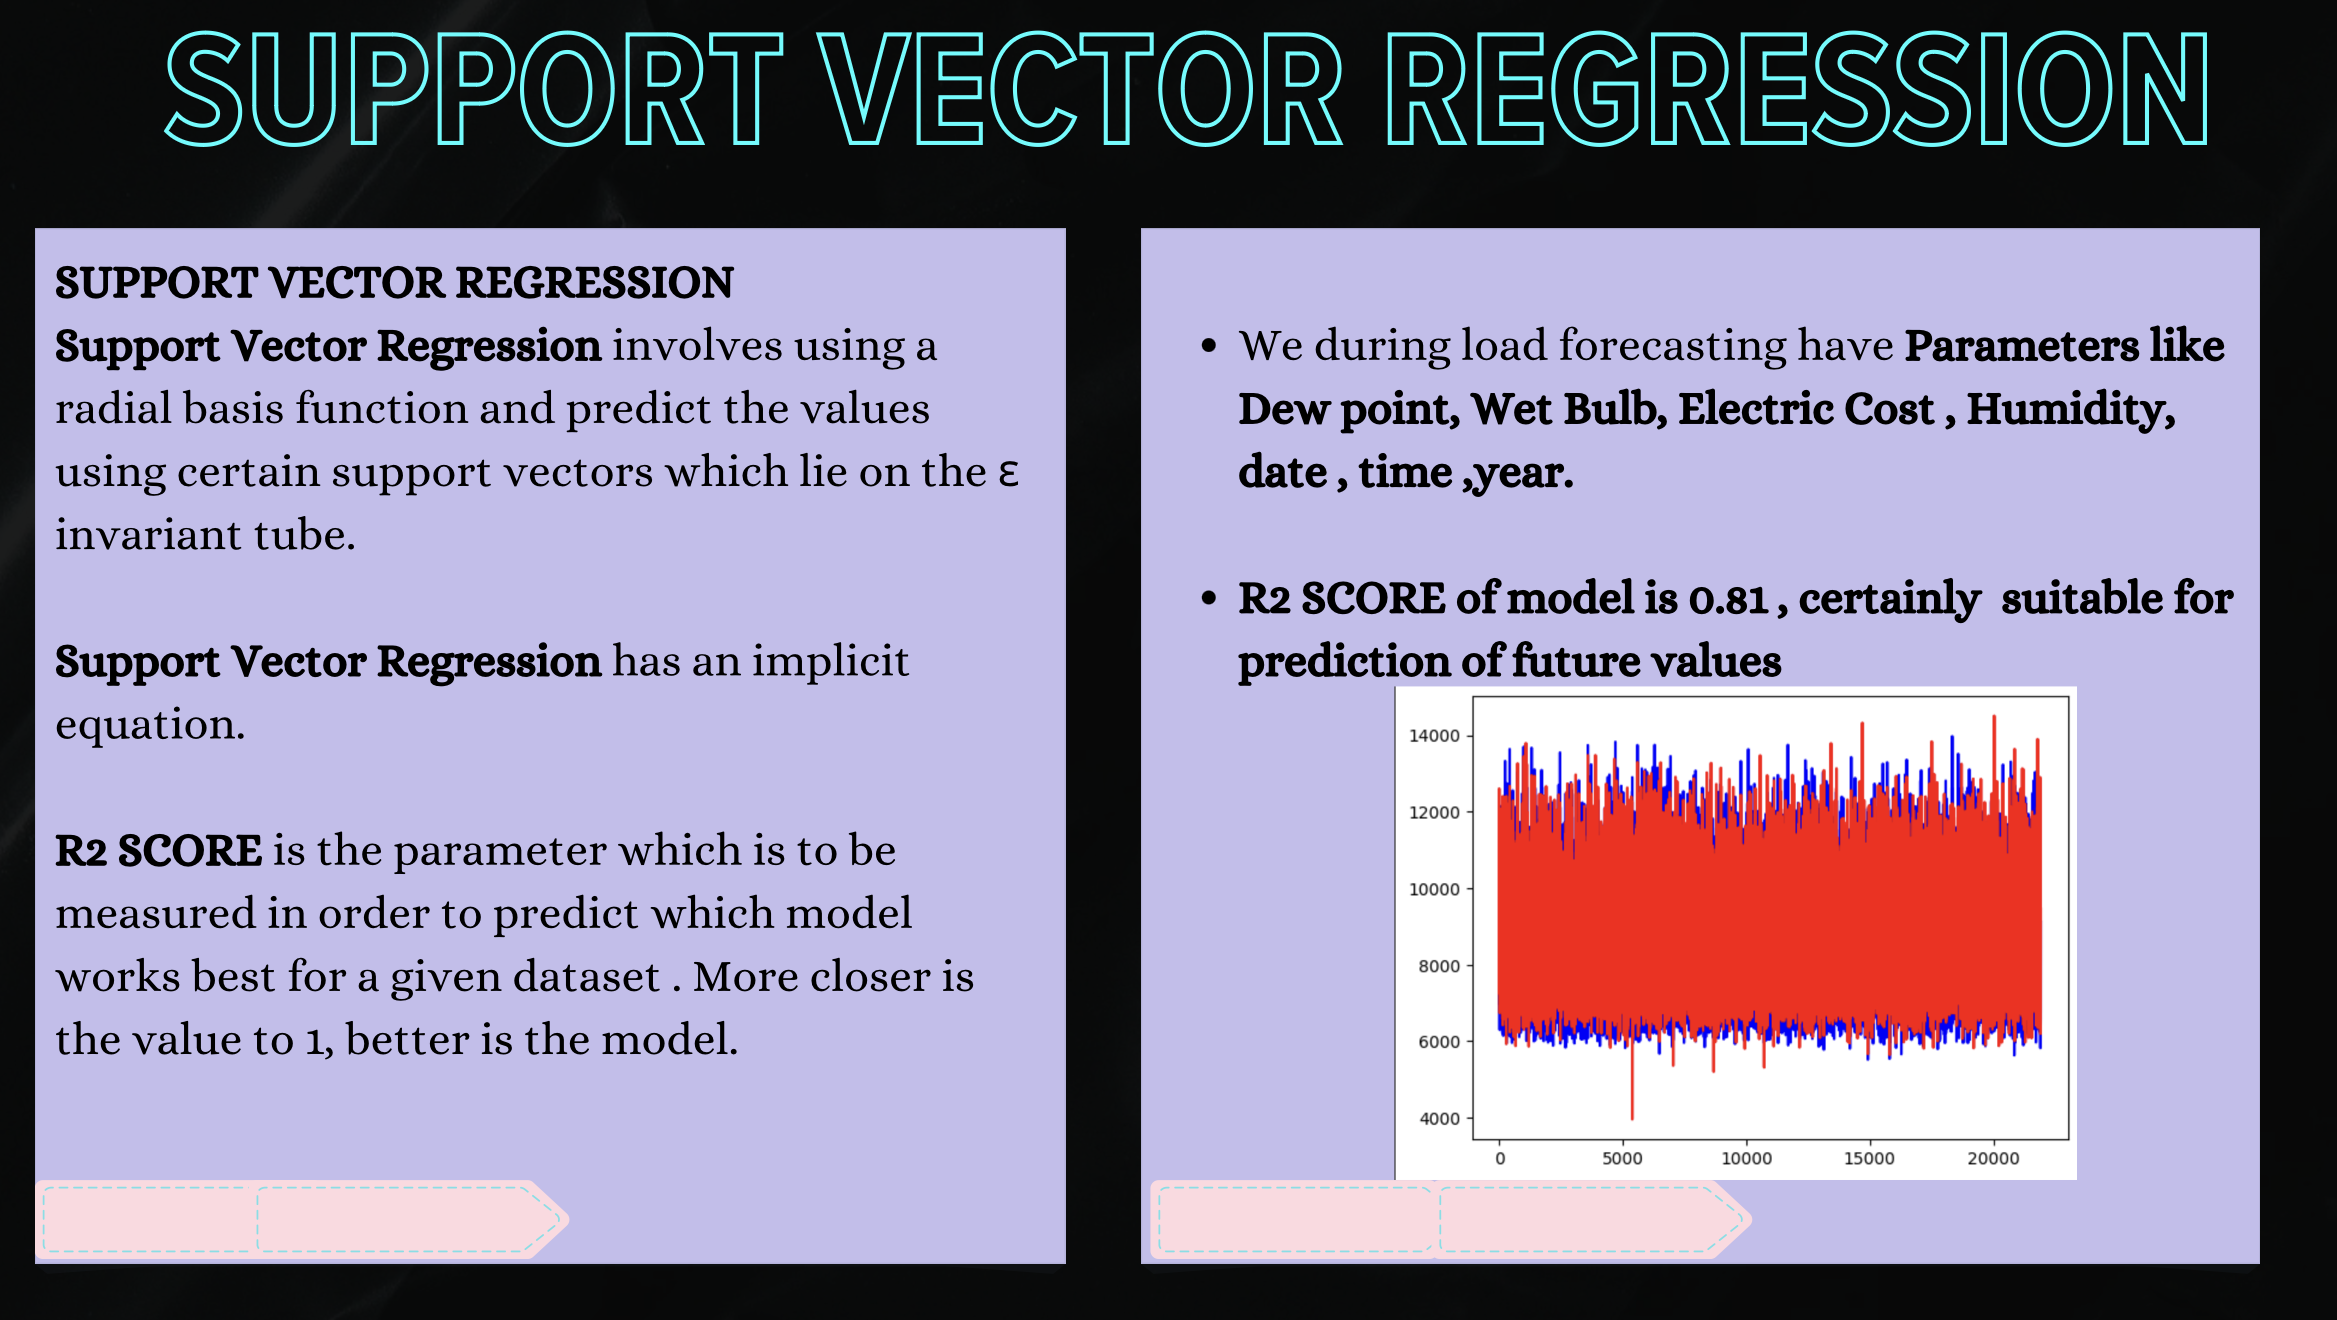 SUPPORT VECTOR REGRESSION
SUPPORT VECTOR REGRESSION
Support Vector Regression involves using a
radial basis function and predict the values
using certain support vectors which lie on the ε
invariant tube.
Support Vector Regression has an implicit
equation.
R2 SCORE is the parameter which is to be
measured in order to predict which model
works best for a given dataset . More closer is
the value to 1, better is the model.
• We during load forecasting have Parameters like
Dew point, Wet Bulb, Electric Cost , Humidity,
date , time ,year.
• R2 SCORE of model is 0.81 , certainly  suitable for
prediction of future values
14000
12000
10000
8000
6000
4000
0 5000 10000 15000 20000